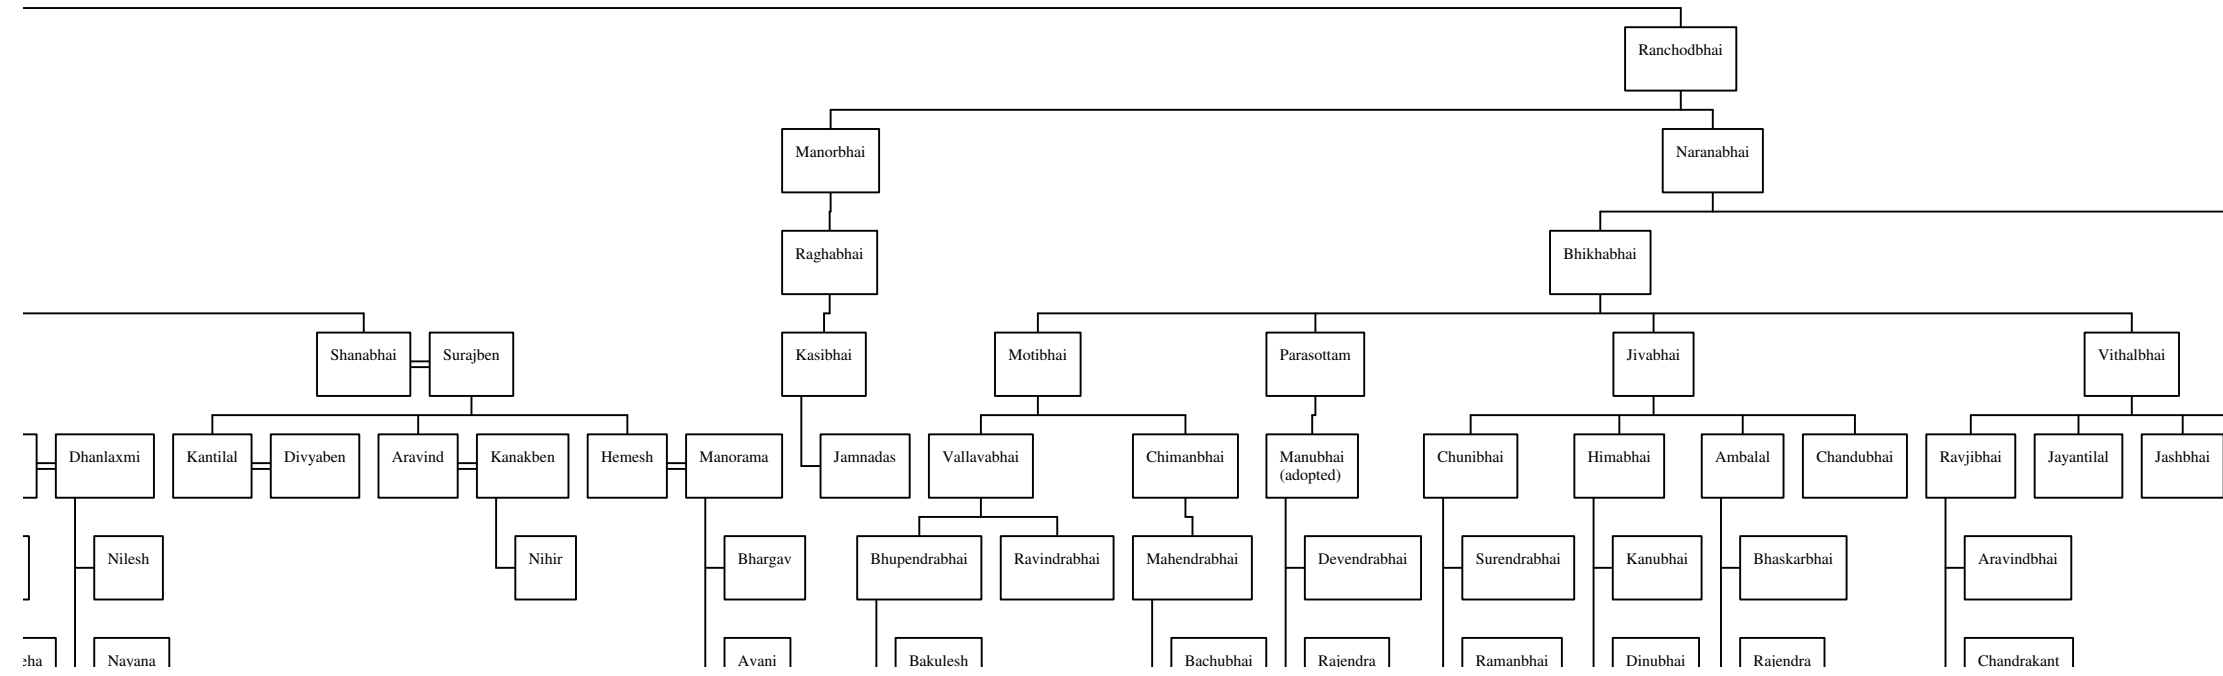 Ranchodbhai
Manorbhai
Naranabhai
Raghabhai
Bhikhabhai
Shanabhai
Surajben
Kasibhai
Motibhai
Parasottam
Jivabhai
Vithalbhai
Dhanlaxmi
Kantilal
Divyaben
Aravind
Kanakben
Hemesh
Manorama
Jamnadas
Vallavabhai
Chimanbhai
Manubhai
(adopted)
Chunibhai
Himabhai
Ambalal
Chandubhai
Ravjibhai
Jayantilal
Jashbhai
Nilesh
Nihir
Bhargav
Bhupendrabhai
Ravindrabhai
Mahendrabhai
Devendrabhai
Surendrabhai
Kanubhai
Bhaskarbhai
Aravindbhai
eha
Nayana
Avani
Bakulesh
Bachubhai
Rajendra
Ramanbhai
Dinubhai
Rajendra
Chandrakant